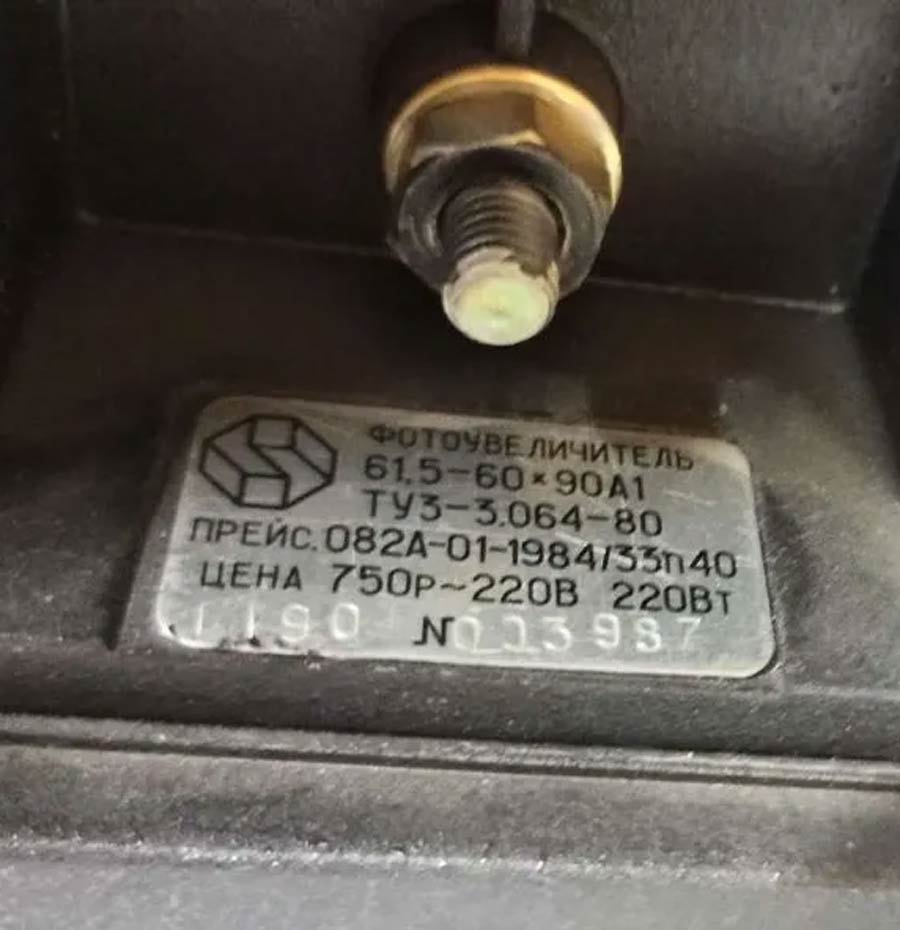 ФОТОУВЕЛИЧИТЕЛЬ
61,5-60×90А1
ТУ3-3.064-80
ПРЕЙС.082А-01-1984/33п40
ЦЕНА 750р~220В 220Вт
1190 №013987